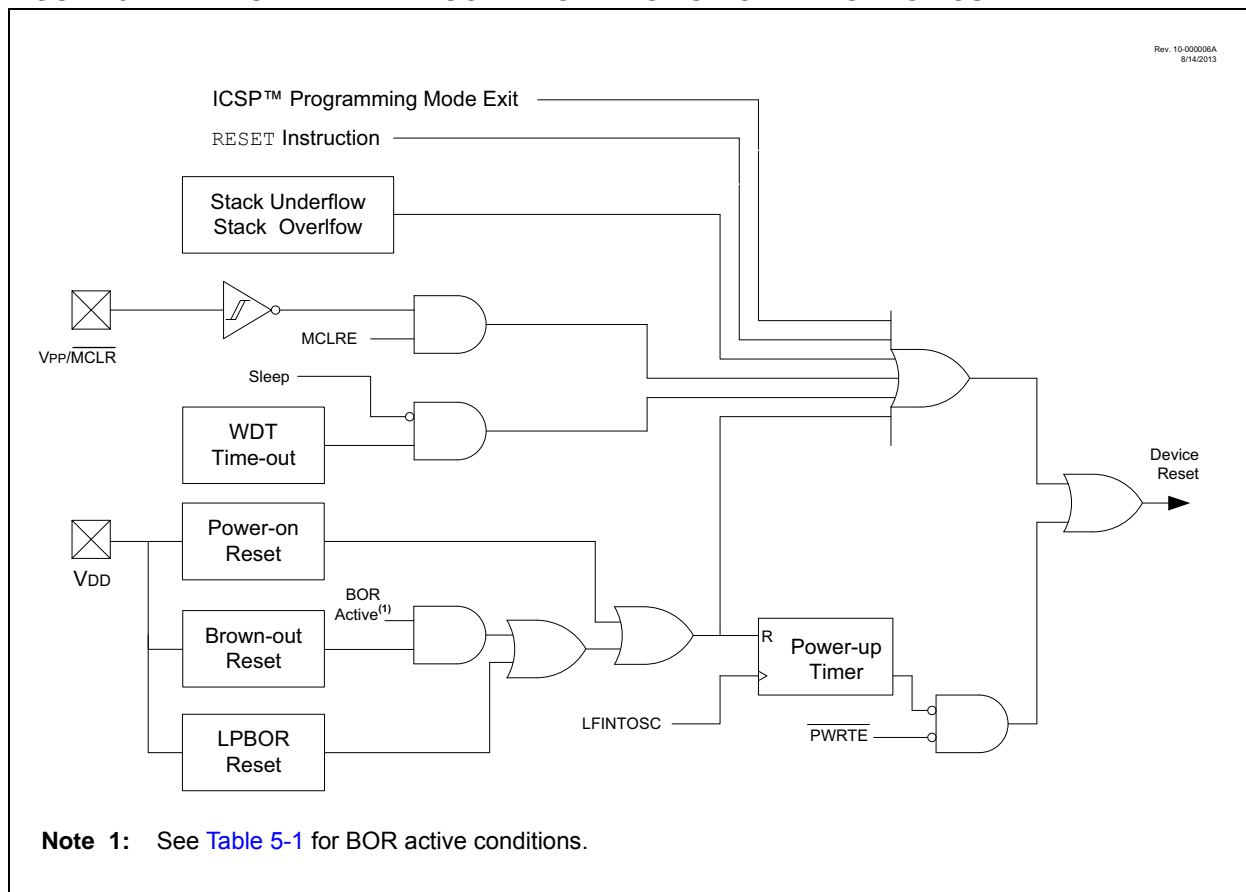 Rev. 10-000006A
8/14/2013
ICSP™ Programming Mode Exit
RESET Instruction
Stack Underflow
Stack Overlfow
VPP/MCLR
MCLRE
Sleep
WDT
Time-out
Device
Reset
VDD
Power-on
Reset
BOR
Active(1)
Brown-out
Reset
R
Power-up
Timer
LFINTOSC
PWRTE
LPBOR
Reset
Note 1: See Table 5-1 for BOR active conditions.